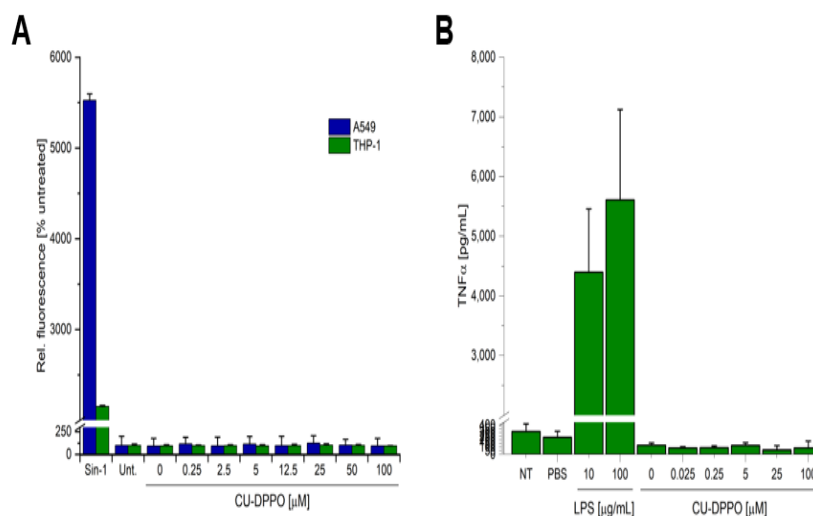 A
6000
5000
3000
250
0
Rel. fluorescence [% untreated]
A549
THP-1
Sin-1 Unt. 0 0.25 2.5 5 12.5 25 50 100
CU-DPPO [µM]
B
8,000
7,000
6,000
5,000
4,000
3,000
TNFα [pg/mL]
NT PBS 10 100 0 0.025 0.25 5 25 100
LPS [µg/mL] CU-DPPO [µM]